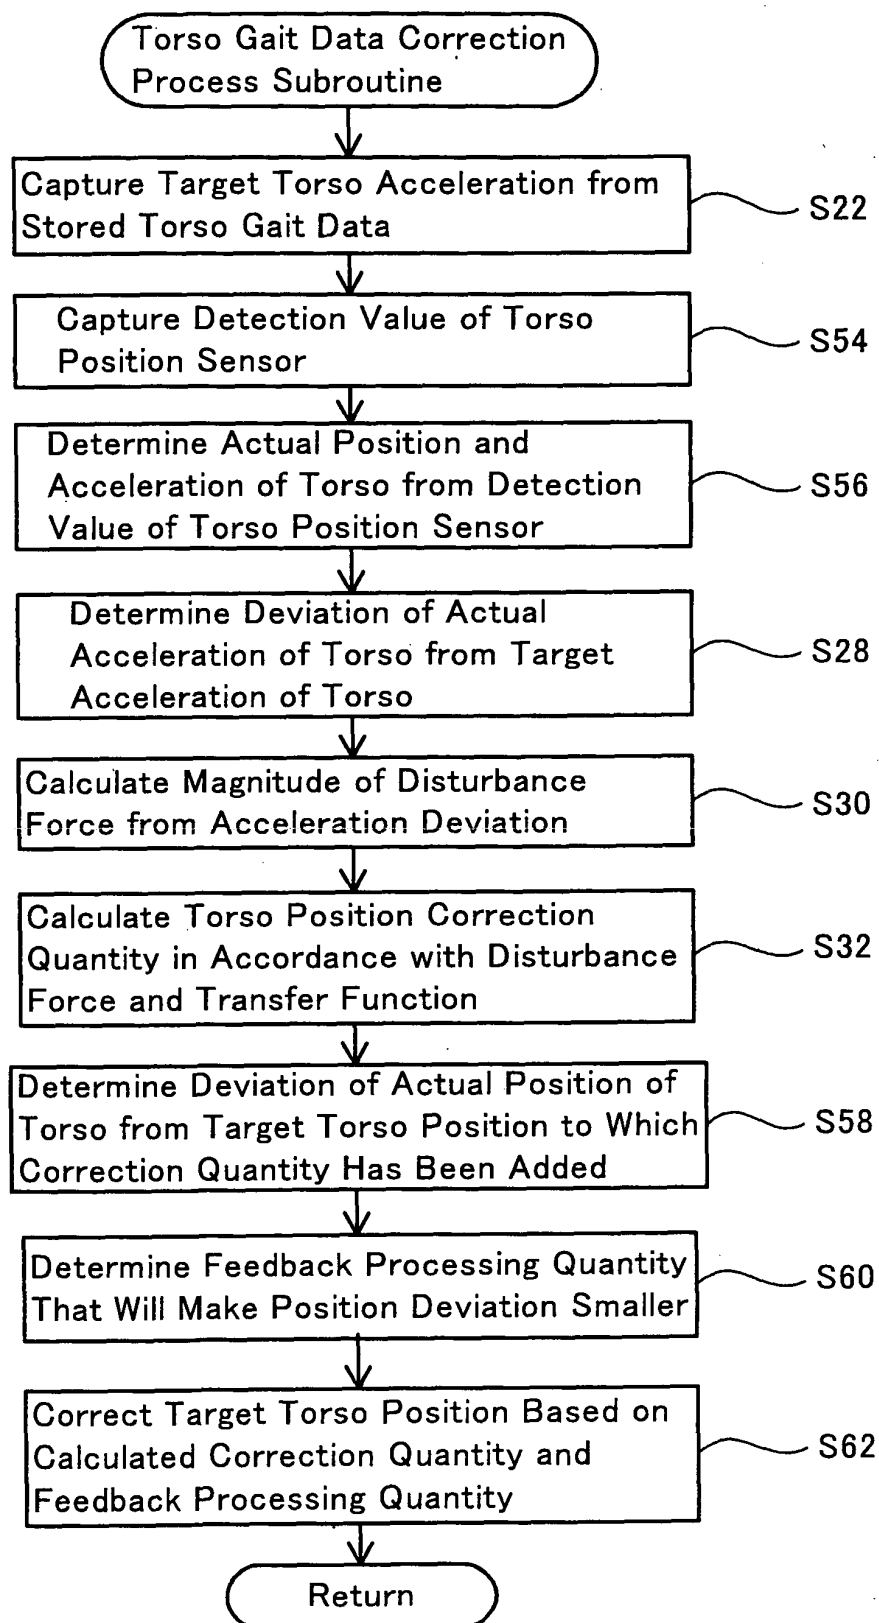 Torso Gait Data Correction
Process Subroutine
Capture Target Torso Acceleration from
Stored Torso Gait Data
S22
Capture Detection Value of Torso
Position Sensor
S54
Determine Actual Position and
Acceleration of Torso from Detection
Value of Torso Position Sensor
S56
Determine Deviation of Actual
Acceleration of Torso from Target
Acceleration of Torso
S28
Calculate Magnitude of Disturbance
Force from Acceleration Deviation
S30
Calculate Torso Position Correction
Quantity in Accordance with Disturbance
Force and Transfer Function
S32
Determine Deviation of Actual Position of
Torso from Target Torso Position to Which
Correction Quantity Has Been Added
S58
Determine Feedback Processing Quantity
That Will Make Position Deviation Smaller
S60
Correct Target Torso Position Based on
Calculated Correction Quantity and
Feedback Processing Quantity
S62
Return